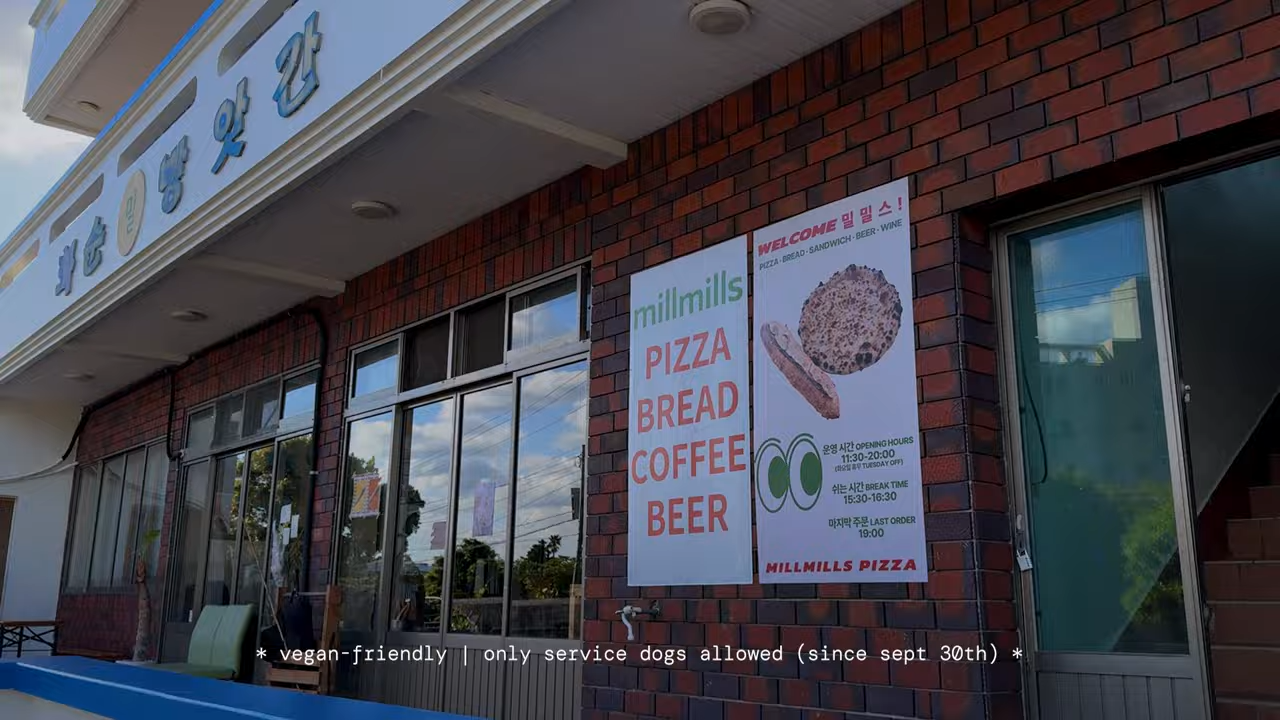 화순밀방앗간
millmills
PIZZA
BREAD
COFFEE
BEER
WELCOME 밀밀스!
PIZZA · BREAD · SANDWICH · BEER · WINE
운영 시간 OPENING HOURS
11:30-20:00
(화요일 휴무 TUESDAY OFF)
쉬는 시간 BREAK TIME
15:30-16:30
마지막 주문 LAST ORDER
19:00
MILLMILLS PIZZA
* vegan-friendly | only service dogs allowed (since sept 30th) *